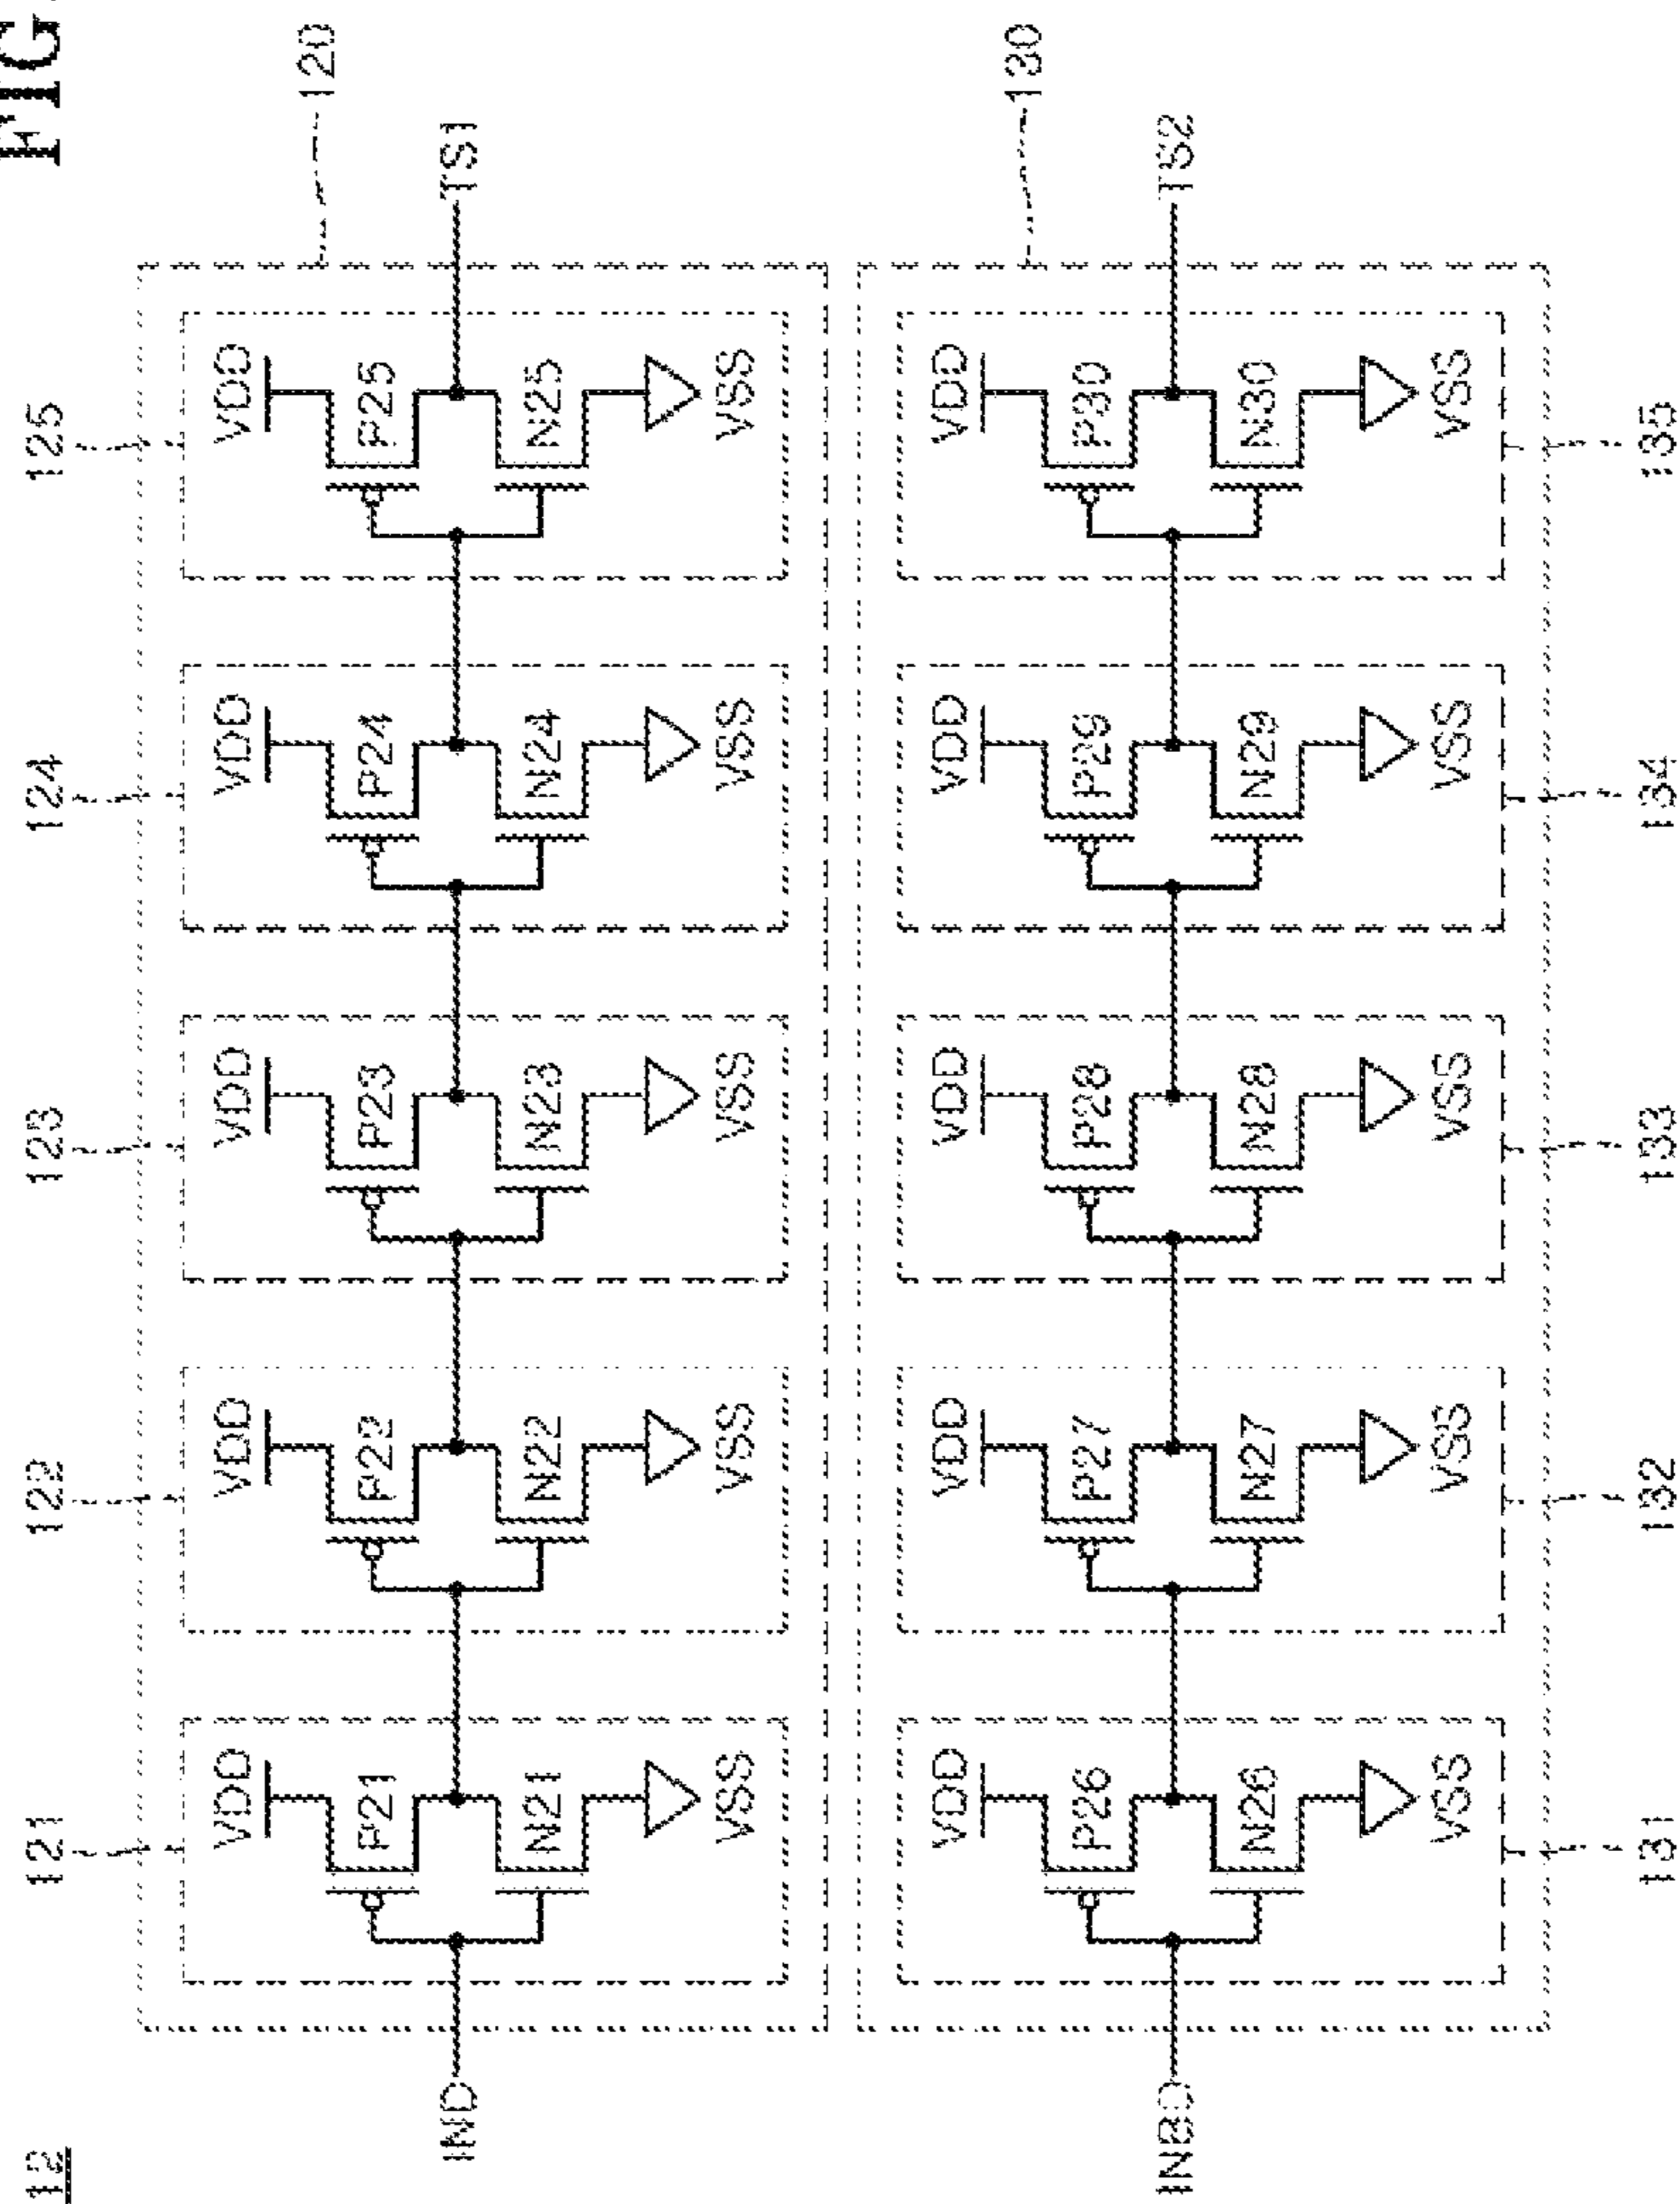 FIG.
12
121 122 123 124 125
120
VDD VDD VDD VDD VDD
P21 P22 P23 P24 P25
IND TS1
N21 N22 N23 N24 N25
VSS VSS VSS VSS VSS
130
VDD VDD VDD VDD VDD
P26 P27 P28 P29 P30
INBD TS2
N26 N27 N28 N29 N30
VSS VSS VSS VSS VSS
131 132 133 134 135